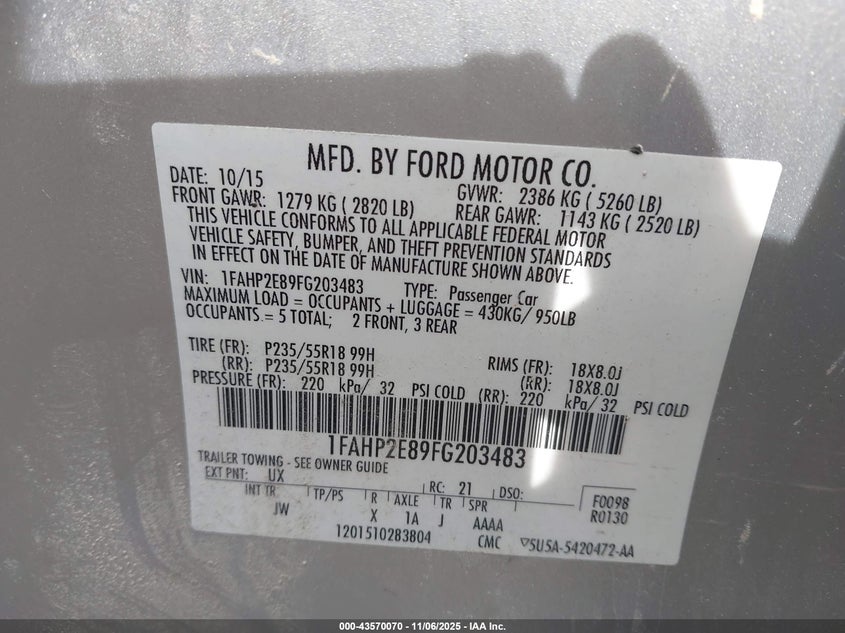 MFD. BY FORD MOTOR CO.
DATE: 10/15 GVWR: 2386 KG ( 5260 LB)
FRONT GAWR: 1279 KG ( 2820 LB) REAR GAWR: 1143 KG ( 2520 LB)
THIS VEHICLE CONFORMS TO ALL APPLICABLE FEDERAL MOTOR
VEHICLE SAFETY, BUMPER, AND THEFT PREVENTION STANDARDS
IN EFFECT ON THE DATE OF MANUFACTURE SHOWN ABOVE.
VIN: 1FAHP2E89FG203483 TYPE: Passenger Car
MAXIMUM LOAD = OCCUPANTS + LUGGAGE = 430KG/ 950LB
OCCUPANTS = 5 TOTAL; 2 FRONT, 3 REAR
TIRE (FR): P235/55R18 99H RIMS (FR): 18X8.0J
(RR): P235/55R18 99H (RR): 18X8.0J
PRESSURE (FR): 220 kPa/ 32 PSI COLD (RR): 220 kPa/ 32 PSI COLD
1FAHP2E89FG203483
TRAILER TOWING - SEE OWNER GUIDE
EXT PNT: UX RC: 21 DSO: F0098
INT TR TP/PS R AXLE TR SPR R0130
JW X 1A J AAAA
1201510283804 CMC ▽5U5A-5420472-AA
000-43570070 - 11/06/2025 - IAA Inc.